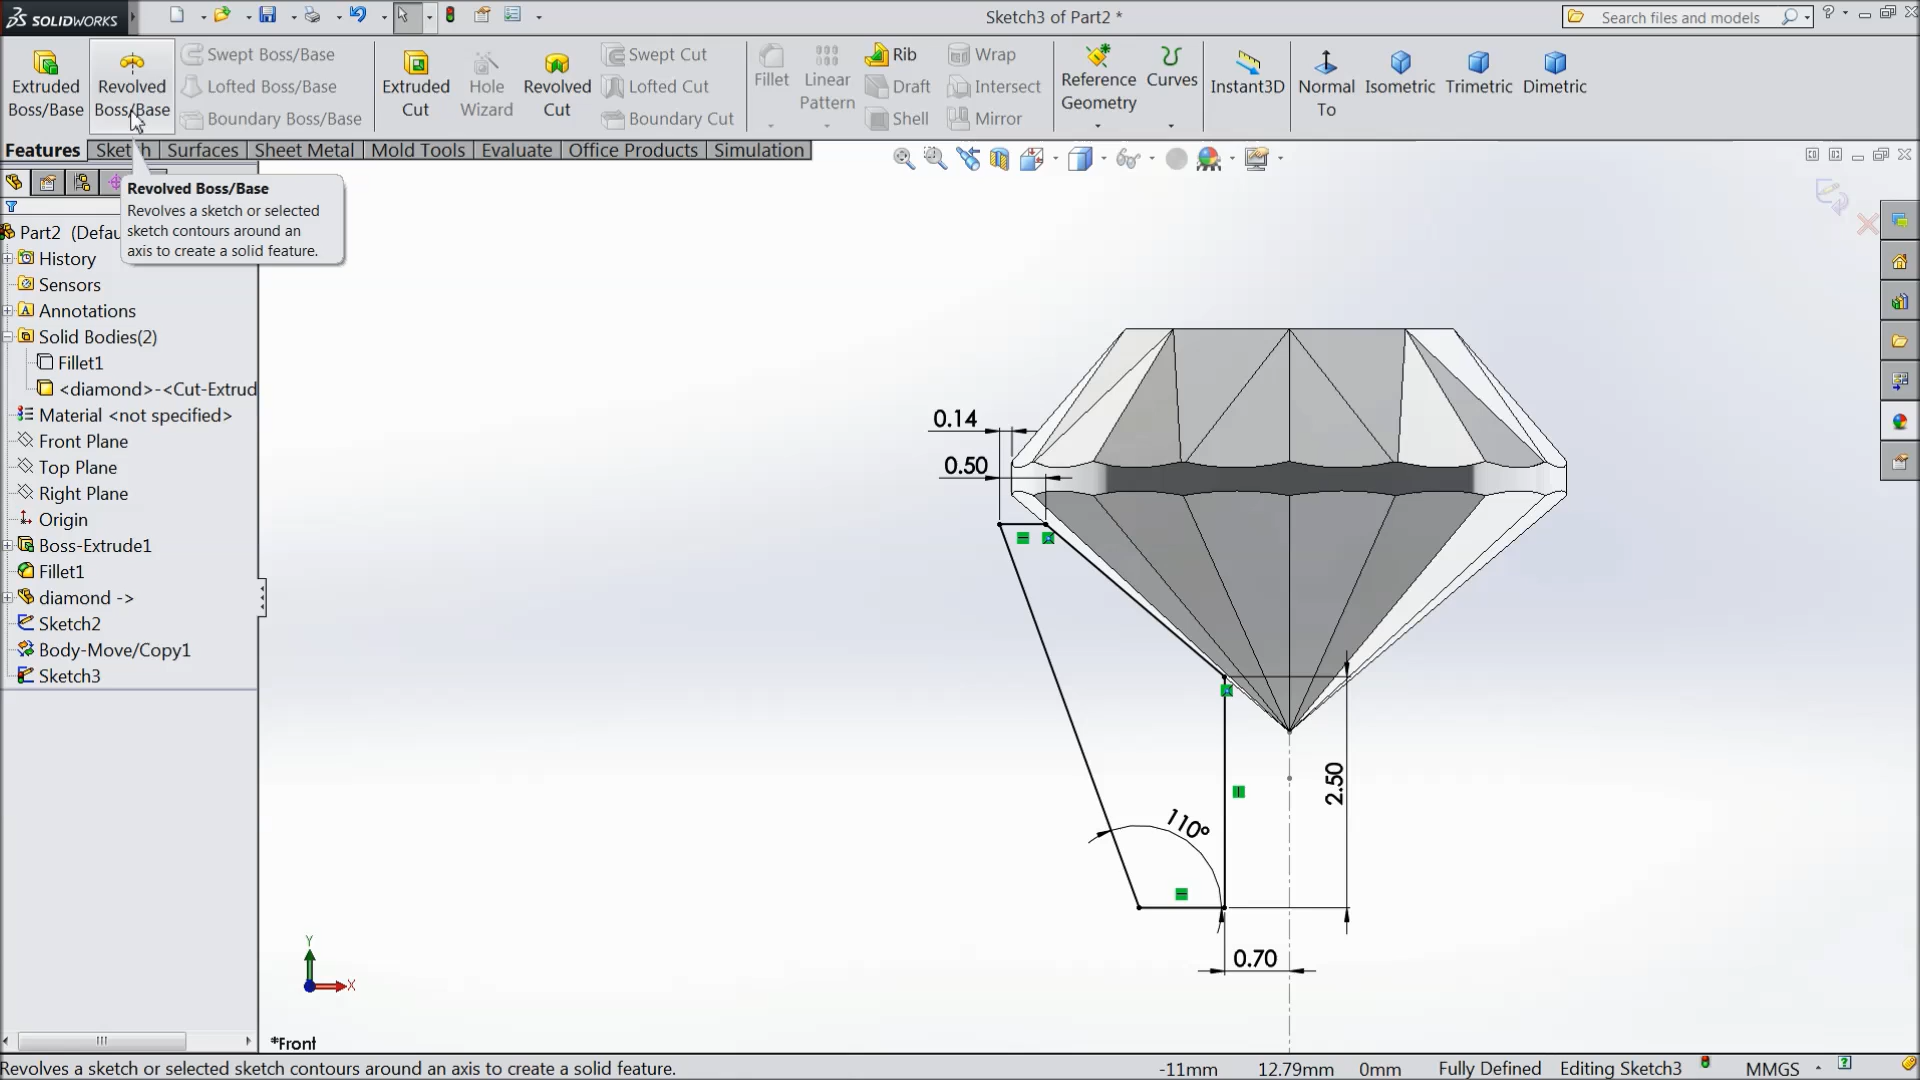 SOLIDWORKS
Sketch3 of Part2 *
Search files and models
Extruded Boss/Base
Revolved Boss/Base
Swept Boss/Base
Lofted Boss/Base
Boundary Boss/Base
Extruded Cut
Hole Wizard
Revolved Cut
Swept Cut
Lofted Cut
Boundary Cut
Fillet
Linear Pattern
Rib
Draft
Shell
Wrap
Intersect
Mirror
Reference Geometry
Curves
Instant3D
Normal To
Isometric
Trimetric
Dimetric
Features Sketch Surfaces Sheet Metal Mold Tools Evaluate Office Products Simulation
Revolved Boss/Base
Revolves a sketch or selected
sketch contours around an
axis to create a solid feature.
Part2 (Defau
History
Sensors
Annotations
Solid Bodies(2)
Fillet1
<diamond>-<Cut-Extrud
Material <not specified>
Front Plane
Top Plane
Right Plane
Origin
Boss-Extrude1
Fillet1
diamond ->
Sketch2
Body-Move/Copy1
Sketch3
0.14
0.50
2.50
110°
0.70
Y
X
*Front
Revolves a sketch or selected sketch contours around an axis to create a solid feature.
-11mm 12.79mm 0mm Fully Defined Editing Sketch3 MMGS